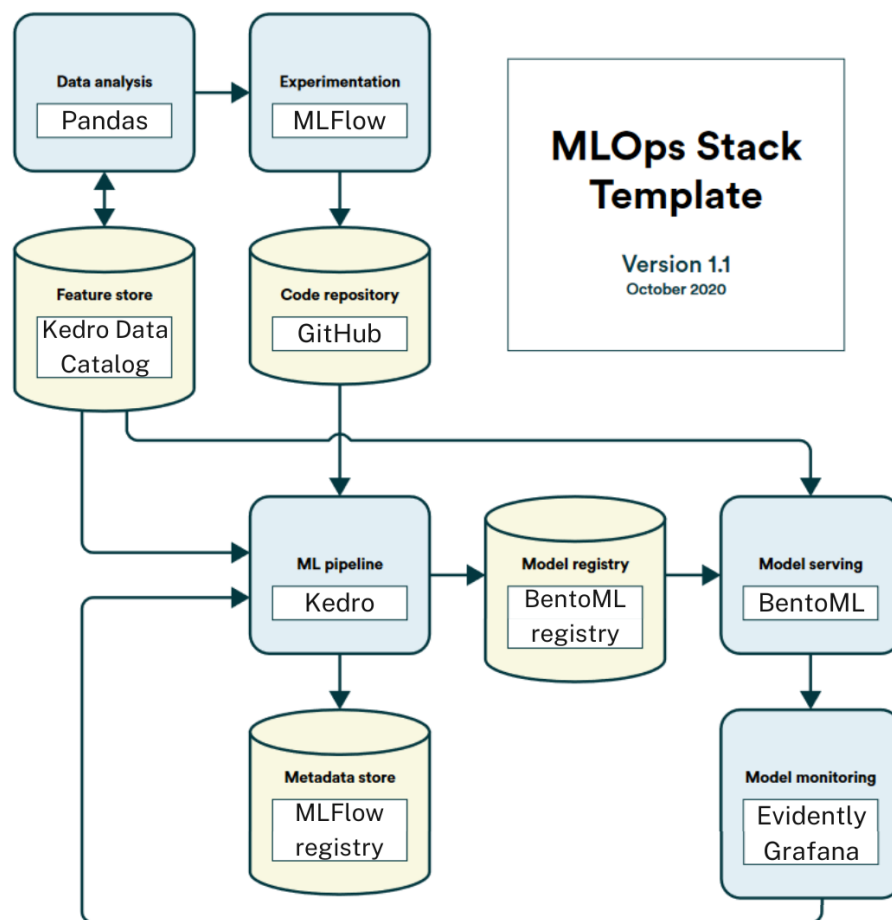 Data analysis
Pandas
Experimentation
MLFlow
MLOps Stack
Template
Version 1.1
October 2020
Feature store
Kedro Data
Catalog
Code repository
GitHub
ML pipeline
Kedro
Model registry
BentoML
registry
Model serving
BentoML
Metadata store
MLFlow
registry
Model monitoring
Evidently
Grafana